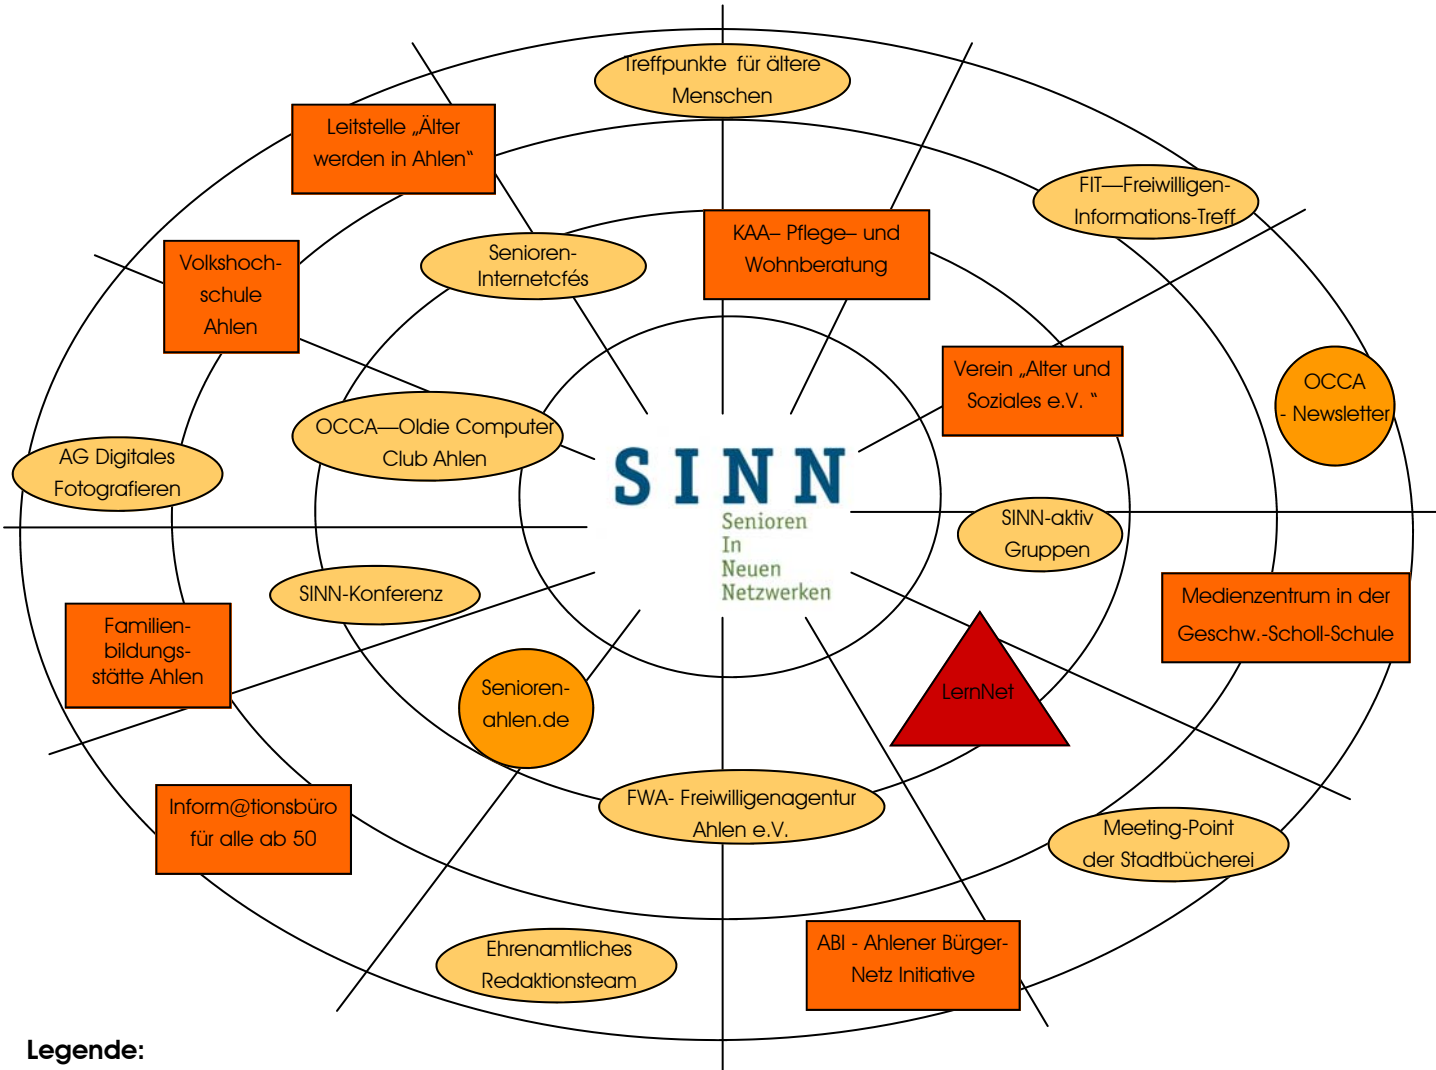 Treffpunkte für ältere
Menschen
Leitstelle „Älter
werden in Ahlen“
FIT—Freiwilligen-
Informations-Treff
KAA– Pflege– und
Wohnberatung
Volkshoch-
schule
Ahlen
Senioren-
Internetcfés
Verein „Alter und
Soziales e.V. “
OCCA
- Newsletter
OCCA—Oldie Computer
Club Ahlen
AG Digitales
Fotografieren
SINN
Senioren
In
Neuen
Netzwerken
SINN-aktiv
Gruppen
SINN-Konferenz
Medienzentrum in der
Geschw.-Scholl-Schule
Familien-
bildungs-
stätte Ahlen
Senioren-
ahlen.de
LernNet
Inform@tionsbüro
für alle ab 50
FWA- Freiwilligenagentur
Ahlen e.V.
Meeting-Point
der Stadtbücherei
Ehrenamtliches
Redaktionsteam
ABI - Ahlener Bürger-
Netz Initiative
Legende: